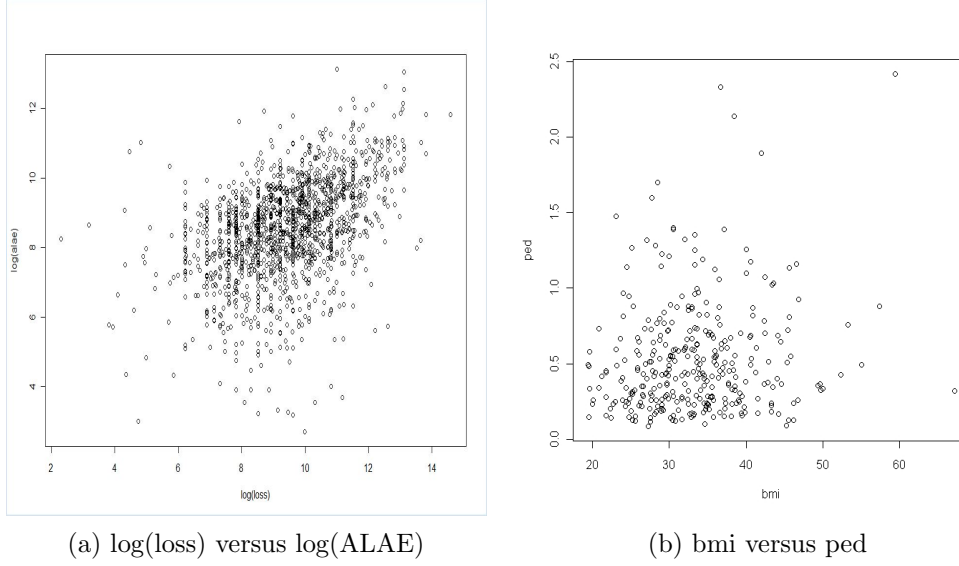 log(alae)
12
10
8
6
4
2 4 6 8 10 12 14
log(loss)
(a) log(loss) versus log(ALAE)
ped
2.5
2.0
1.5
1.0
0.5
0.0
20 30 40 50 60
bmi
(b) bmi versus ped